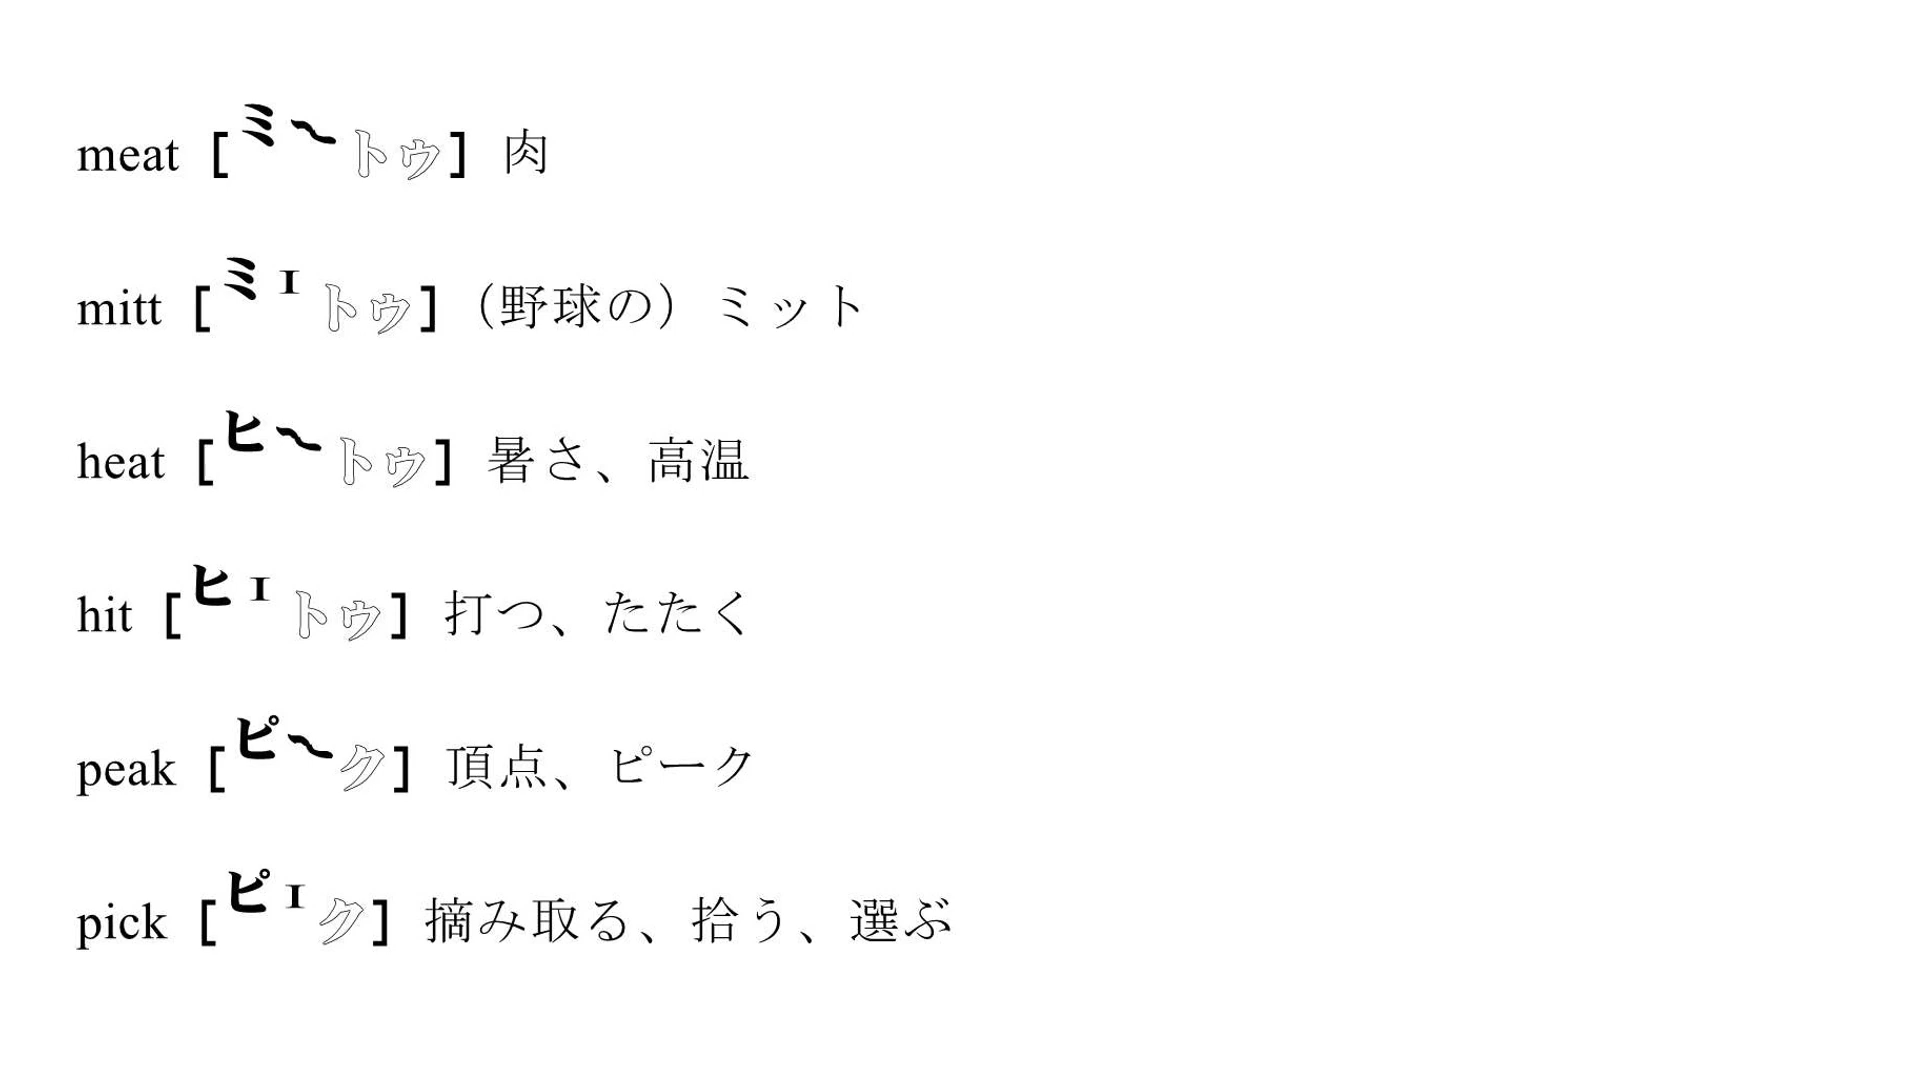 meat [ミ～トゥ] 肉
mitt [ミɪトゥ] （野球の）ミット
heat [ヒ～トゥ] 暑さ、高温
hit [ヒɪトゥ] 打つ、たたく
peak [ピ～ク] 頂点、ピーク
pick [ピɪク] 摘み取る、拾う、選ぶ